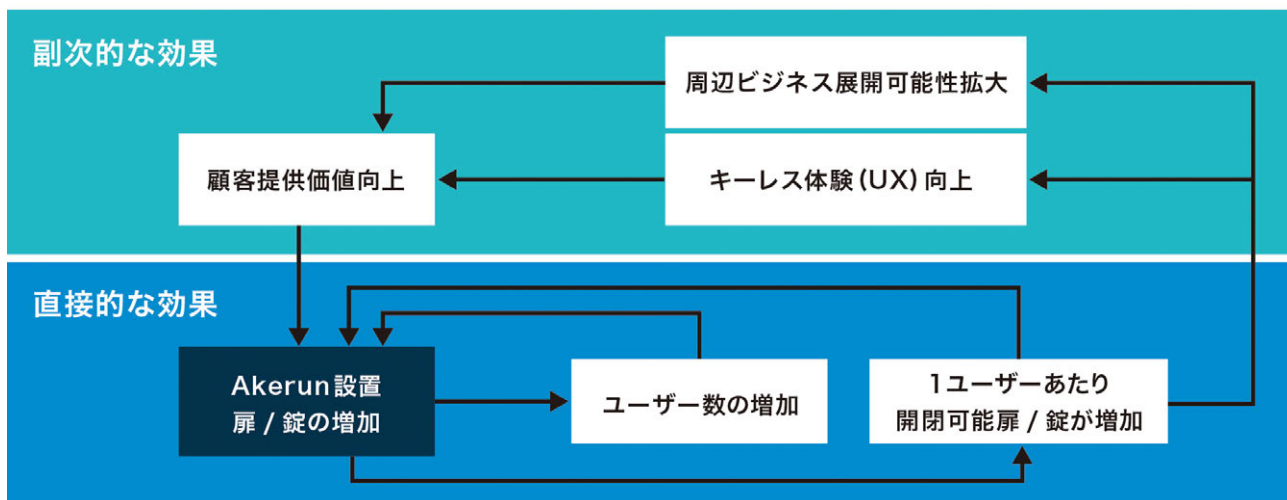 副次的な効果
周辺ビジネス展開可能性拡大
顧客提供価値向上
キーレス体験(UX)向上
直接的な効果
Akerun設置
扉 / 錠の増加
ユーザー数の増加
1ユーザーあたり
開閉可能扉 / 錠が増加